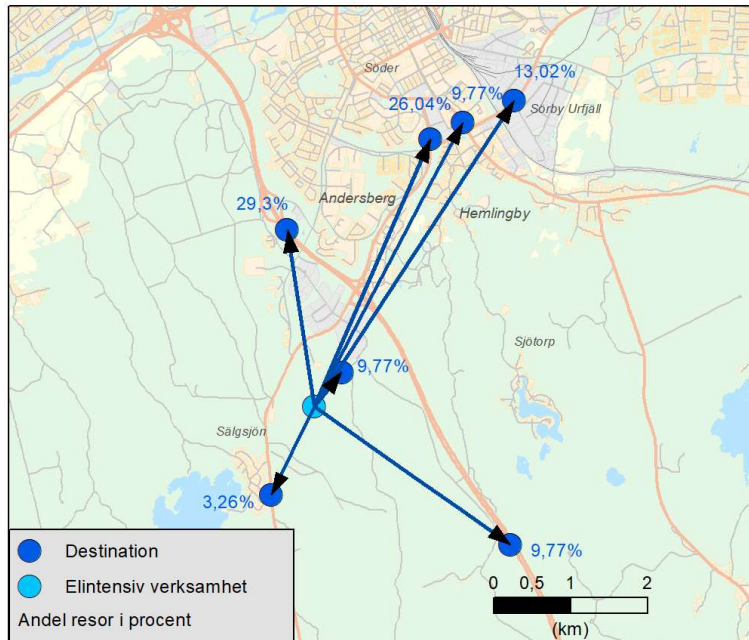 Söder
13,02%
9,77%
26,04%
Sörby Urfjäll
Andersberg
29,3%
Hemlingby
Sjötorp
9,77%
Sälgsjön
3,26%
9,77%
Destination
Elintensiv verksamhet
Andel resor i procent
0 0,5 1 2
(km)